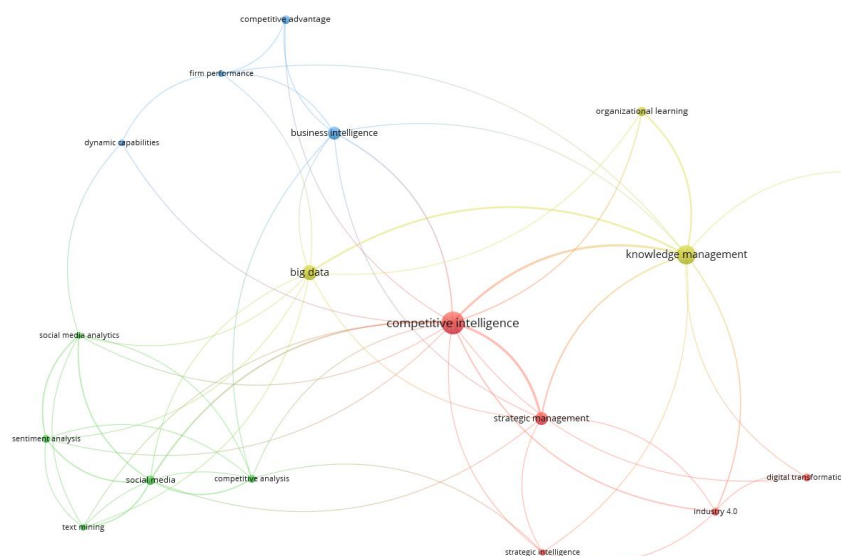 competitive advantage
firm performance
organizational learning
business intelligence
dynamic capabilities
knowledge management
big data
competitive intelligence
social media analytics
strategic management
sentiment analysis
social media
competitive analysis
digital transformatio
industry 4.0
text mining
strategic intelligence